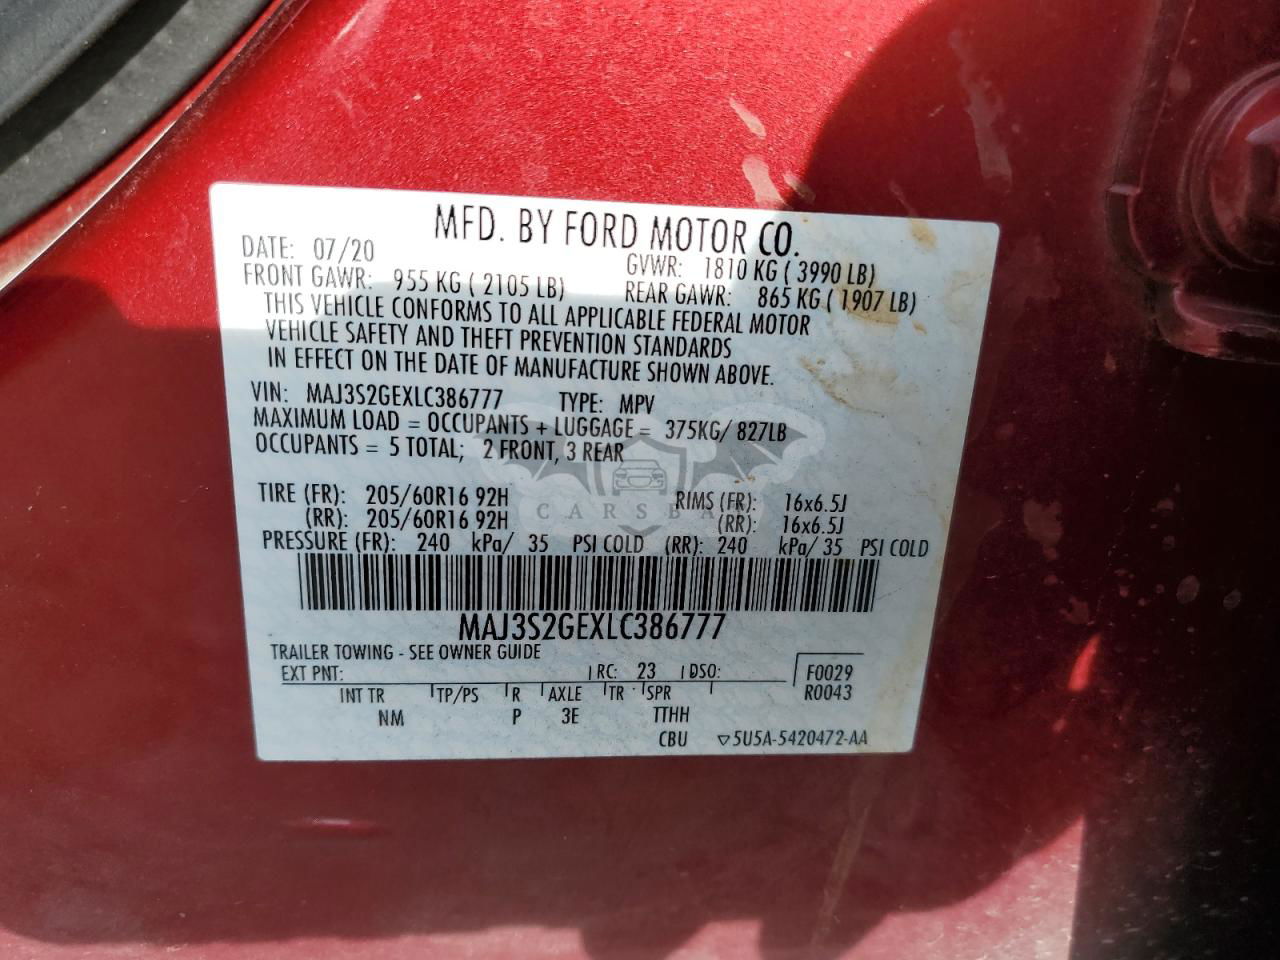 MFD. BY FORD MOTOR CO.
DATE: 07/20 GVWR: 1810 KG ( 3990 LB)
FRONT GAWR: 955 KG ( 2105 LB) REAR GAWR: 865 KG ( 1907 LB)
THIS VEHICLE CONFORMS TO ALL APPLICABLE FEDERAL MOTOR
VEHICLE SAFETY AND THEFT PREVENTION STANDARDS
IN EFFECT ON THE DATE OF MANUFACTURE SHOWN ABOVE.
VIN: MAJ3S2GEXLC386777 TYPE: MPV
MAXIMUM LOAD = OCCUPANTS + LUGGAGE = 375KG/ 827LB
OCCUPANTS = 5 TOTAL; 2 FRONT, 3 REAR
TIRE (FR): 205/60R16 92H RIMS (FR): 16x6.5J
CARSBAT
(RR): 205/60R16 92H (RR): 16x6.5J
PRESSURE (FR): 240 kPa/ 35 PSI COLD (RR): 240 kPa/ 35 PSI COLD
MAJ3S2GEXLC386777
TRAILER TOWING - SEE OWNER GUIDE
EXT PNT: RC: 23 DSO: F0029
INT TR TP/PS R AXLE TR SPR R0043
NM P 3E TTHH
CBU ▽5U5A-5420472-AA